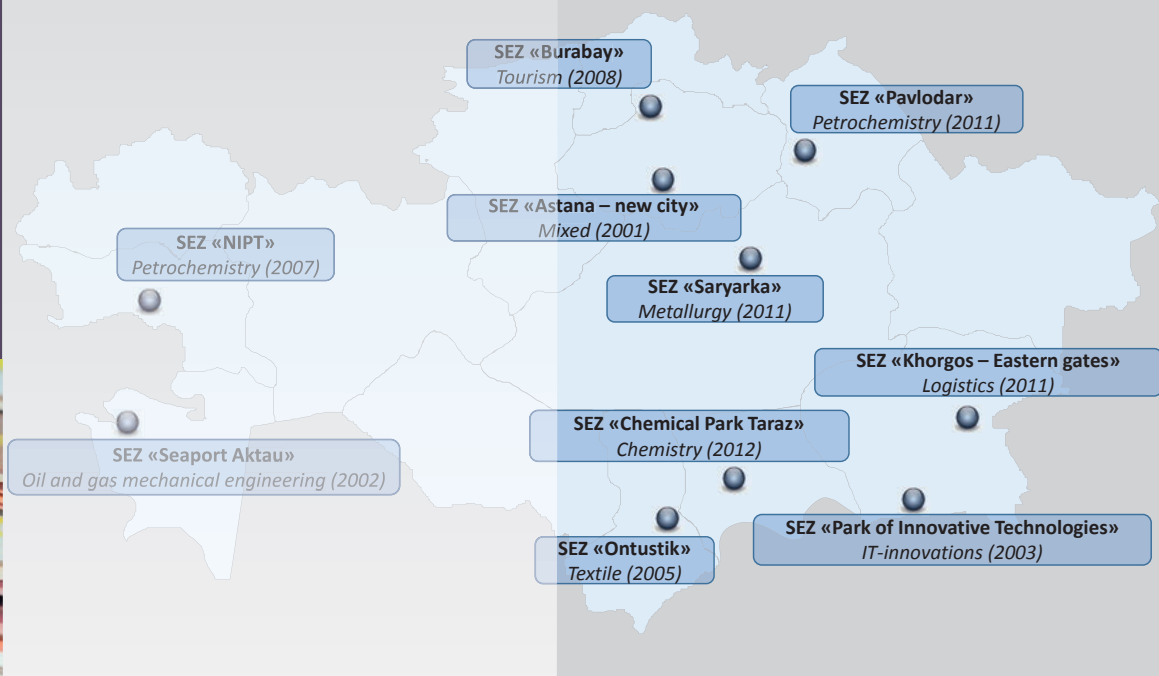 SEZ «Burabay»
Tourism (2008)
SEZ «Pavlodar»
Petrochemistry (2011)
SEZ «Astana – new city»
Mixed (2001)
SEZ «NIPT»
Petrochemistry (2007)
SEZ «Saryarka»
Metallurgy (2011)
SEZ «Khorgos – Eastern gates»
Logistics (2011)
SEZ «Chemical Park Taraz»
Chemistry (2012)
SEZ «Seaport Aktau»
Oil and gas mechanical engineering (2002)
SEZ «Park of Innovative Technologies»
IT-innovations (2003)
SEZ «Ontustik»
Textile (2005)